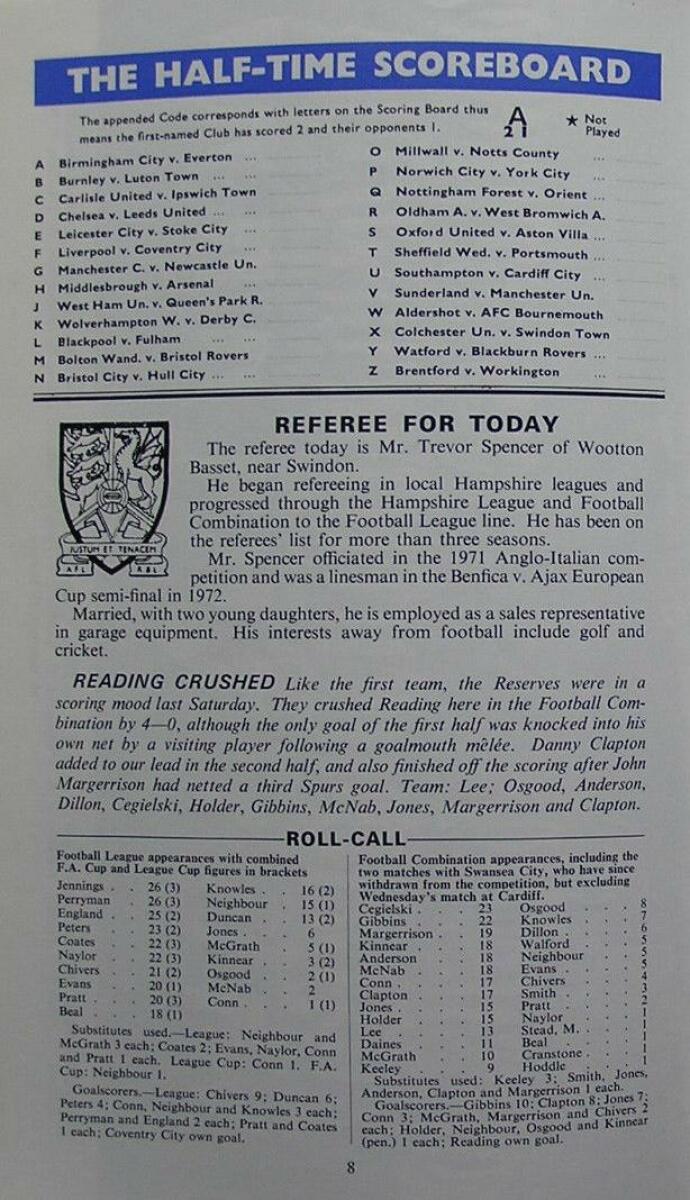 THE HALF-TIME SCOREBOARD
The appended Code corresponds with letters on the Scoring Board thus
means the first-named Club has scored 2 and their opponents 1.
A
2 1
★ Not
Played
A Birmingham City v. Everton ...
B Burnley v. Luton Town ... ...
C Carlisle United v. Ipswich Town
D Chelsea v. Leeds United ... ...
E Leicester City v. Stoke City ...
F Liverpool v. Coventry City ...
G Manchester C. v. Newcastle Un.
H Middlesbrough v. Arsenal ...
J West Ham Un. v. Queen's Park R.
K Wolverhampton W. v. Derby C.
L Blackpool v. Fulham ... ...
M Bolton Wand. v. Bristol Rovers
N Bristol City v. Hull City ... ...
O Millwall v. Notts County ...
P Norwich City v. York City ...
Q Nottingham Forest v. Orient ...
R Oldham A. v. West Bromwich A.
S Oxford United v. Aston Villa ...
T Sheffield Wed. v. Portsmouth ...
U Southampton v. Cardiff City ...
V Sunderland v. Manchester Un.
W Aldershot v. AFC Bournemouth
X Colchester Un. v. Swindon Town
Y Watford v. Blackburn Rovers ...
Z Brentford v. Workington ...
REFEREE FOR TODAY
The referee today is Mr. Trevor Spencer of Wootton
Basset, near Swindon.
He began refereeing in local Hampshire leagues and
progressed through the Hampshire League and Football
Combination to the Football League line. He has been on
the referees' list for more than three seasons.
Mr. Spencer officiated in the 1971 Anglo-Italian com-
petition and was a linesman in the Benfica v. Ajax European
Cup semi-final in 1972.
Married, with two young daughters, he is employed as a sales representative
in garage equipment. His interests away from football include golf and
cricket.
JUSTUM ET TENACEM
A F L R & L
READING CRUSHED Like the first team, the Reserves were in a
scoring mood last Saturday. They crushed Reading here in the Football Com-
bination by 4—0, although the only goal of the first half was knocked into his
own net by a visiting player following a goalmouth mêlée. Danny Clapton
added to our lead in the second half, and also finished off the scoring after John
Margerrison had netted a third Spurs goal. Team: Lee; Osgood, Anderson,
Dillon, Cegielski, Holder, Gibbins, McNab, Jones, Margerrison and Clapton.
ROLL-CALL
Football League appearances with combined
F.A. Cup and League Cup figures in brackets
Jennings . . 26 (3)
Perryman . . 26 (3)
England . . 25 (2)
Peters . . 23 (2)
Coates . . 22 (3)
Naylor . . 22 (3)
Chivers . . 21 (2)
Evans . . 20 (1)
Pratt . . 20 (3)
Beal . . 18 (1)
Knowles . . 16 (2)
Neighbour . 15 (1)
Duncan . . 13 (2)
Jones . . 6
McGrath . 5 (1)
Kinnear . . 3 (2)
Osgood . . 2 (1)
McNab . . 2
Conn . . 1 (1)
Substitutes used.—League: Neighbour and
McGrath 3 each; Coates 2; Evans, Naylor, Conn
and Pratt 1 each. League Cup: Conn 1. F.A.
Cup: Neighbour 1.
Goalscorers.—League: Chivers 9; Duncan 6;
Peters 4; Conn, Neighbour and Knowles 3 each;
Perryman and England 2 each; Pratt and Coates
1 each; Coventry City own goal.
Football Combination appearances, including the
two matches with Swansea City, who have since
withdrawn from the competition, but excluding
Wednesday's match at Cardiff.
Cegielski . . . 23
Gibbins . . . 22
Margerrison . . 19
Kinnear . . . 18
Anderson . . . 18
McNab . . . 18
Conn . . . 17
Clapton . . . 17
Jones . . . 15
Holder . . . 15
Lee . . . 13
Daines . . . 11
McGrath . . . 10
Keeley . . . 9
Osgood . . . 8
Knowles . . . 7
Dillon . . . 6
Walford . . . 5
Neighbour . . . 5
Evans . . . 5
Chivers . . . 4
Smith . . . 3
Pratt . . . 2
Naylor . . . 1
Stead, M. . . . 1
Beal . . . 1
Cranstone . . . 1
Hoddle . . . 1
Substitutes used: Keeley 3; Smith, Jones,
Anderson, Clapton and Margerrison 1 each.
Goalscorers.—Gibbins 10; Clapton 8; Jones 7;
Conn 3; McGrath, Margerrison and Chivers 2
each; Holder, Neighbour, Osgood and Kinnear
(pen.) 1 each; Reading own goal.
8